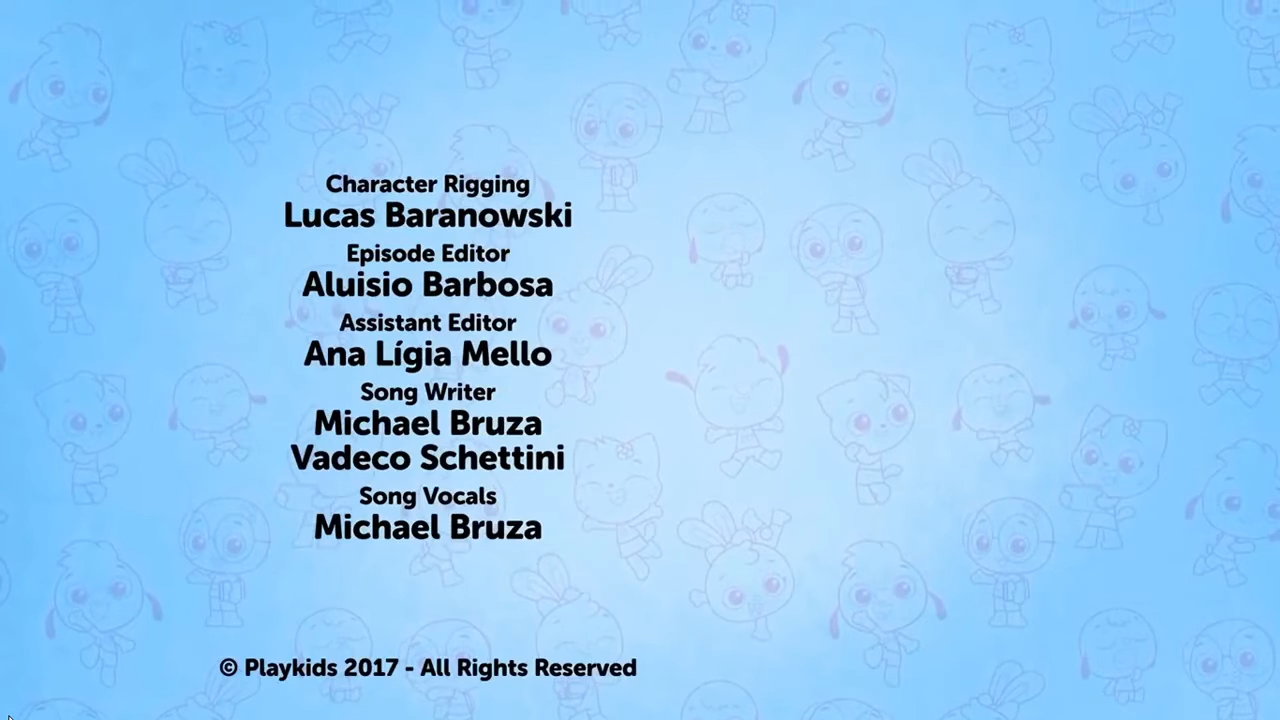 Character Rigging
Lucas Baranowski
Episode Editor
Aluisio Barbosa
Assistant Editor
Ana Lígia Mello
Song Writer
Michael Bruza
Vadeco Schettini
Song Vocals
Michael Bruza
© Playkids 2017 - All Rights Reserved